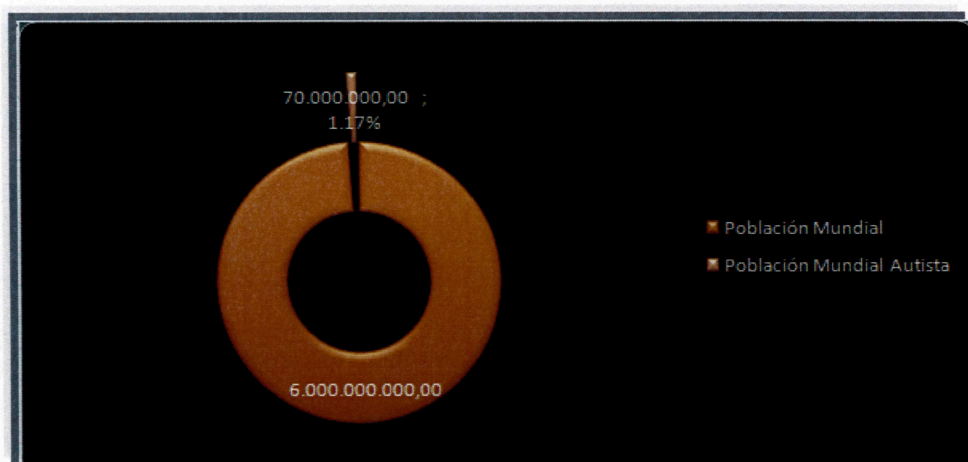 70.000.000,00 ;
1.17%
Población Mundial
Población Mundial Autista
6.000.000.000,00